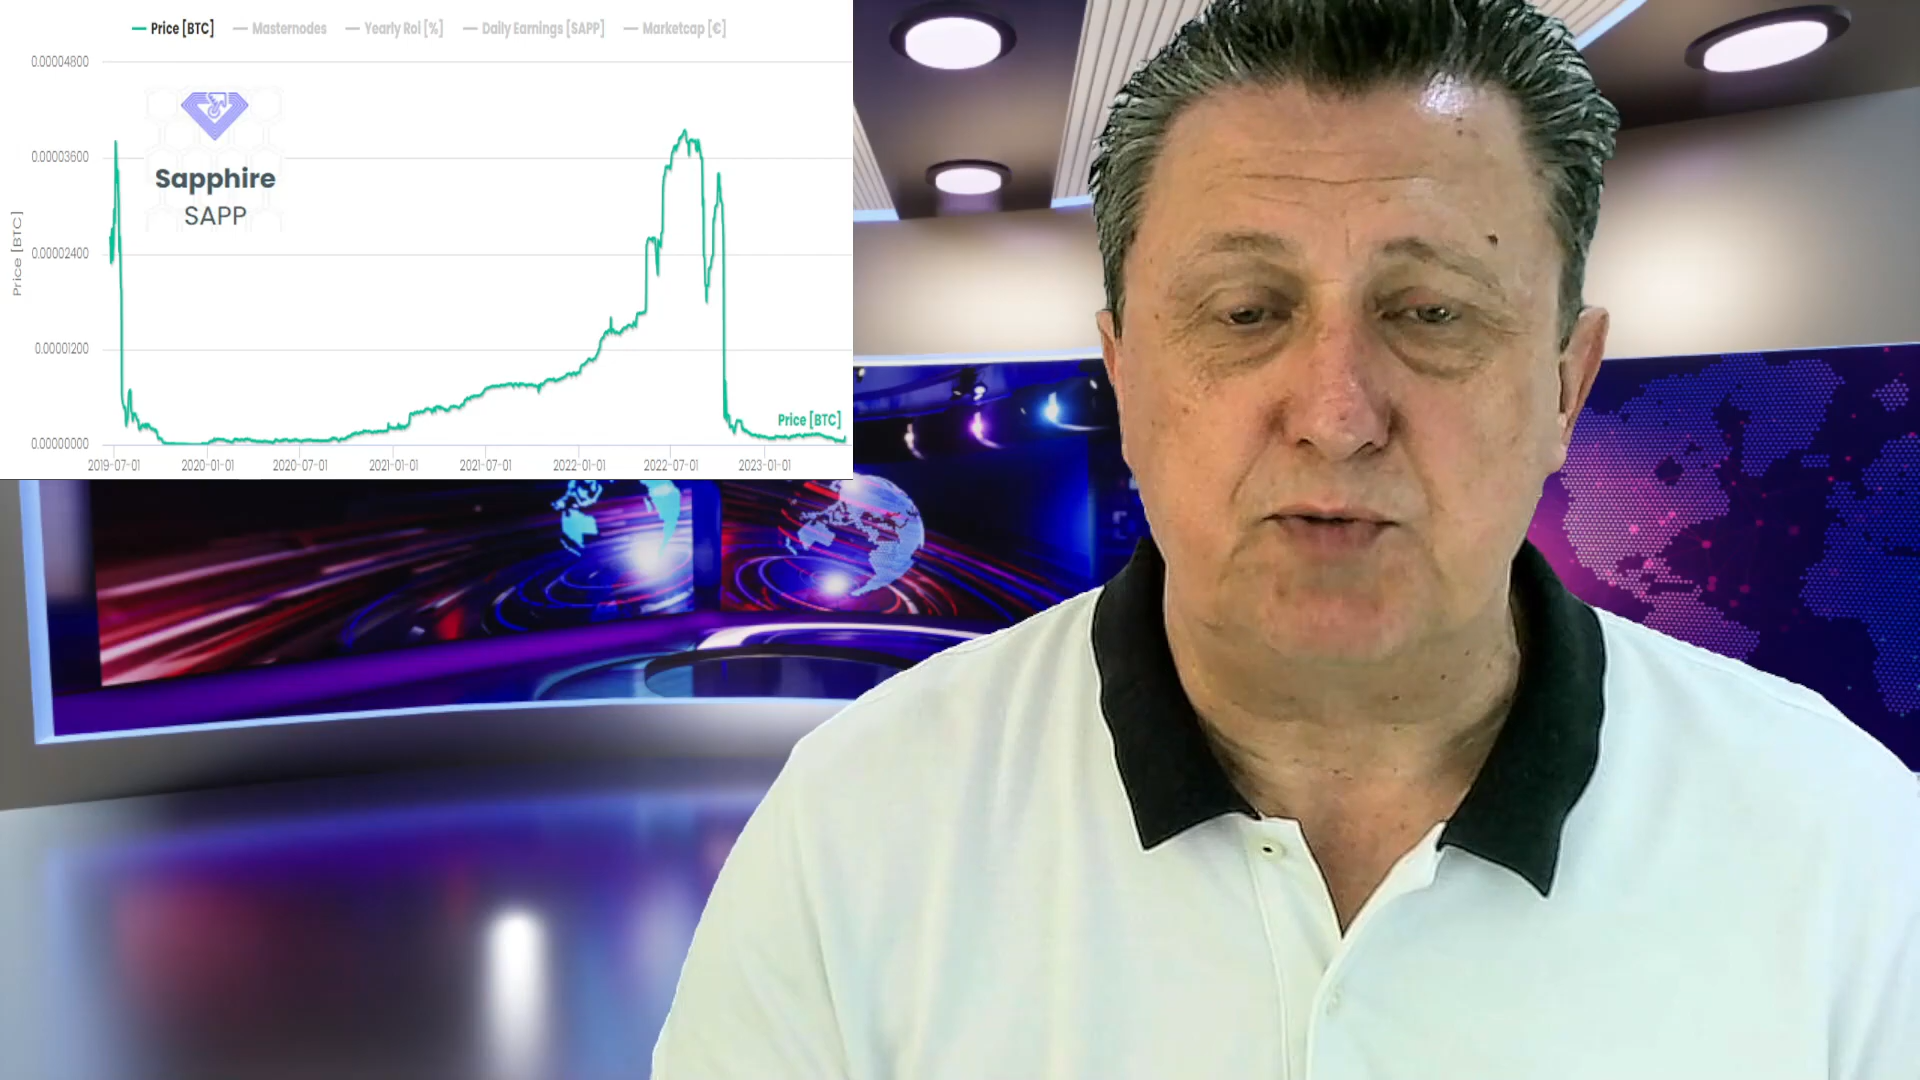 Price [BTC] Masternodes Yearly RoI [%] Daily Earnings [SAPP] Marketcap [€]
0.00004800
0.00003600
0.00002400
0.00001200
0.00000000
Price [BTC]
Sapphire
SAPP
Price [BTC]
2019-07-01 2020-01-01 2020-07-01 2021-01-01 2021-07-01 2022-01-01 2022-07-01 2023-01-01